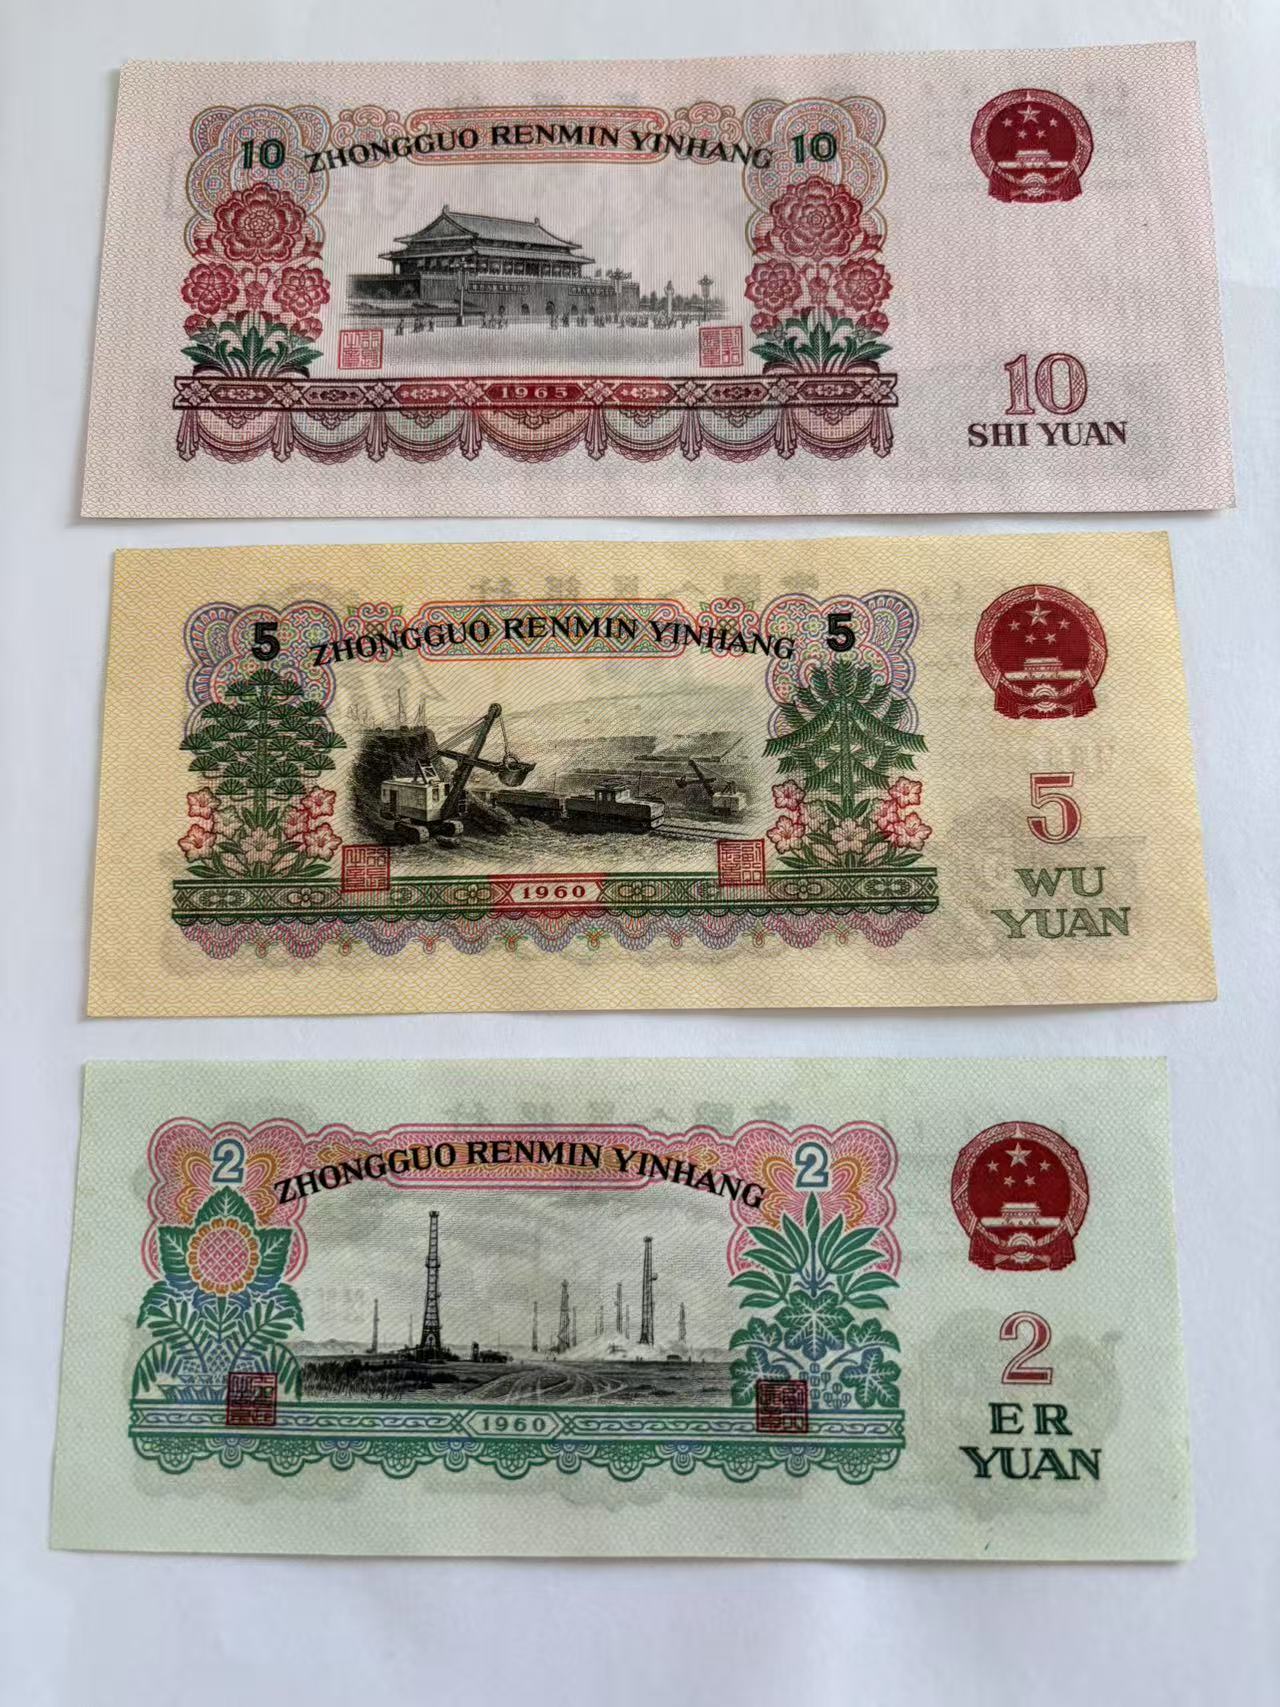 10 ZHONGGUO RENMIN YINHANG 10
1965
10
SHI YUAN
5 ZHONGGUO RENMIN YINHANG 5
1960
5
WU
YUAN
2 ZHONGGUO RENMIN YINHANG 2
1960
2
ER
YUAN